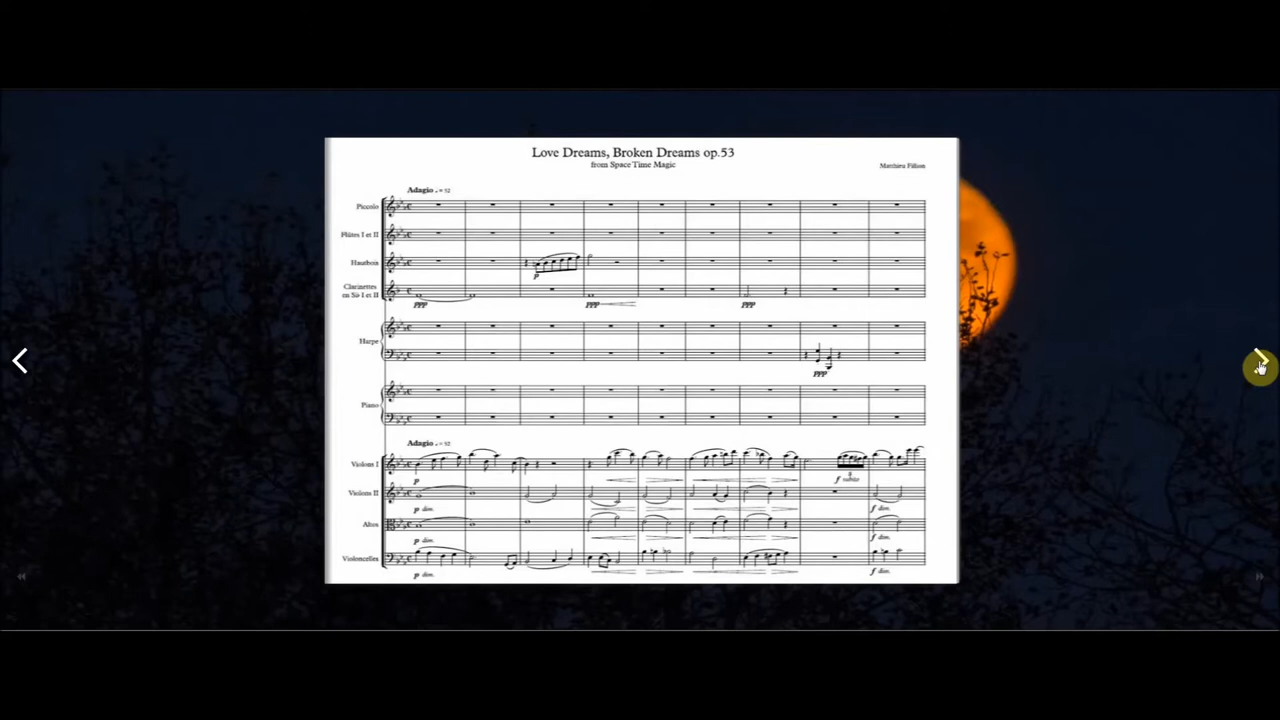 Love Dreams, Broken Dreams op.53
from Space Time Magic
Adagio ♩ = 52
Piccolo
Flûtes I et II
Hautbois
p
Clarinettes
en Si♭ I et II
ppp ppp ppp
Harpe
ppp
Piano
Adagio ♩ = 52
Violons I
p f subito
Violons II
p dim. f dim.
Altos
p dim. f dim.
Violoncelles
p dim. f dim.